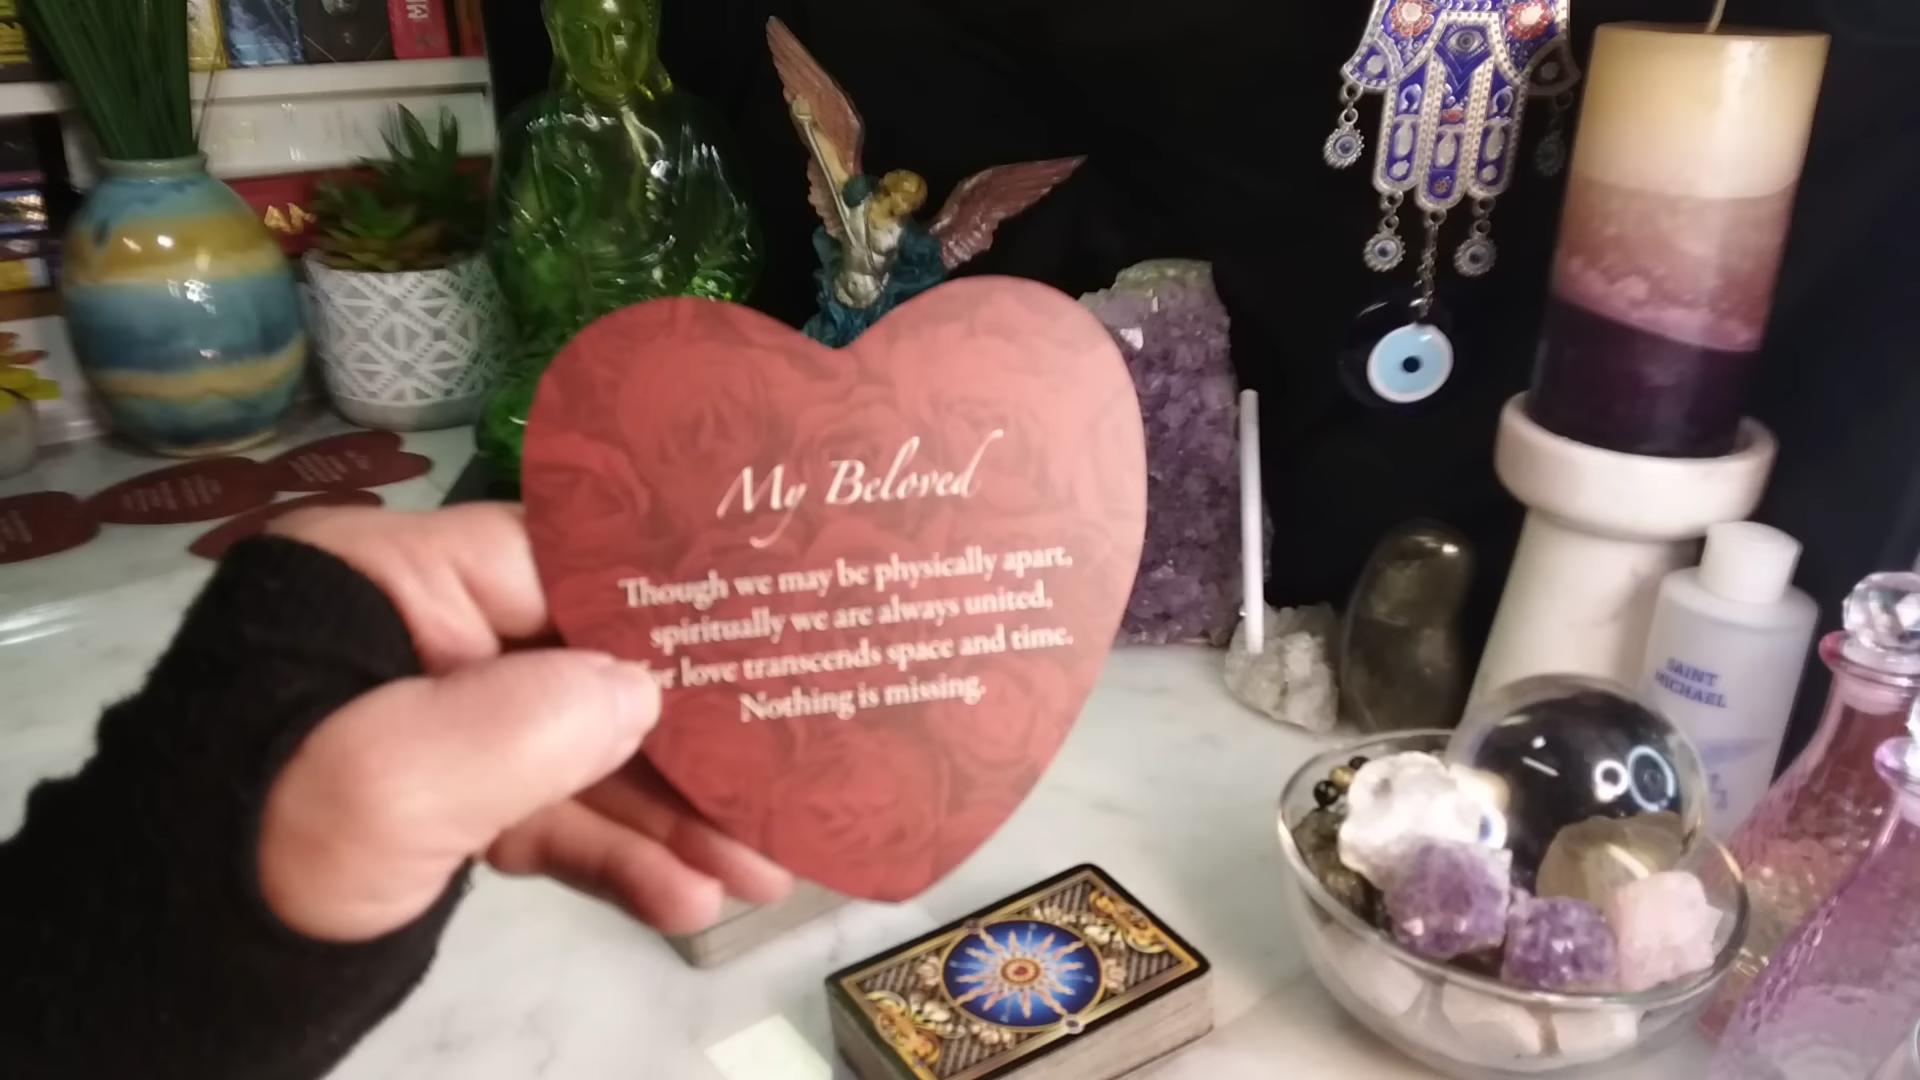 My Beloved
Though we may be physically apart,
spiritually we are always united,
love transcends space and time.
Nothing is missing.
SAINT
MICHAEL